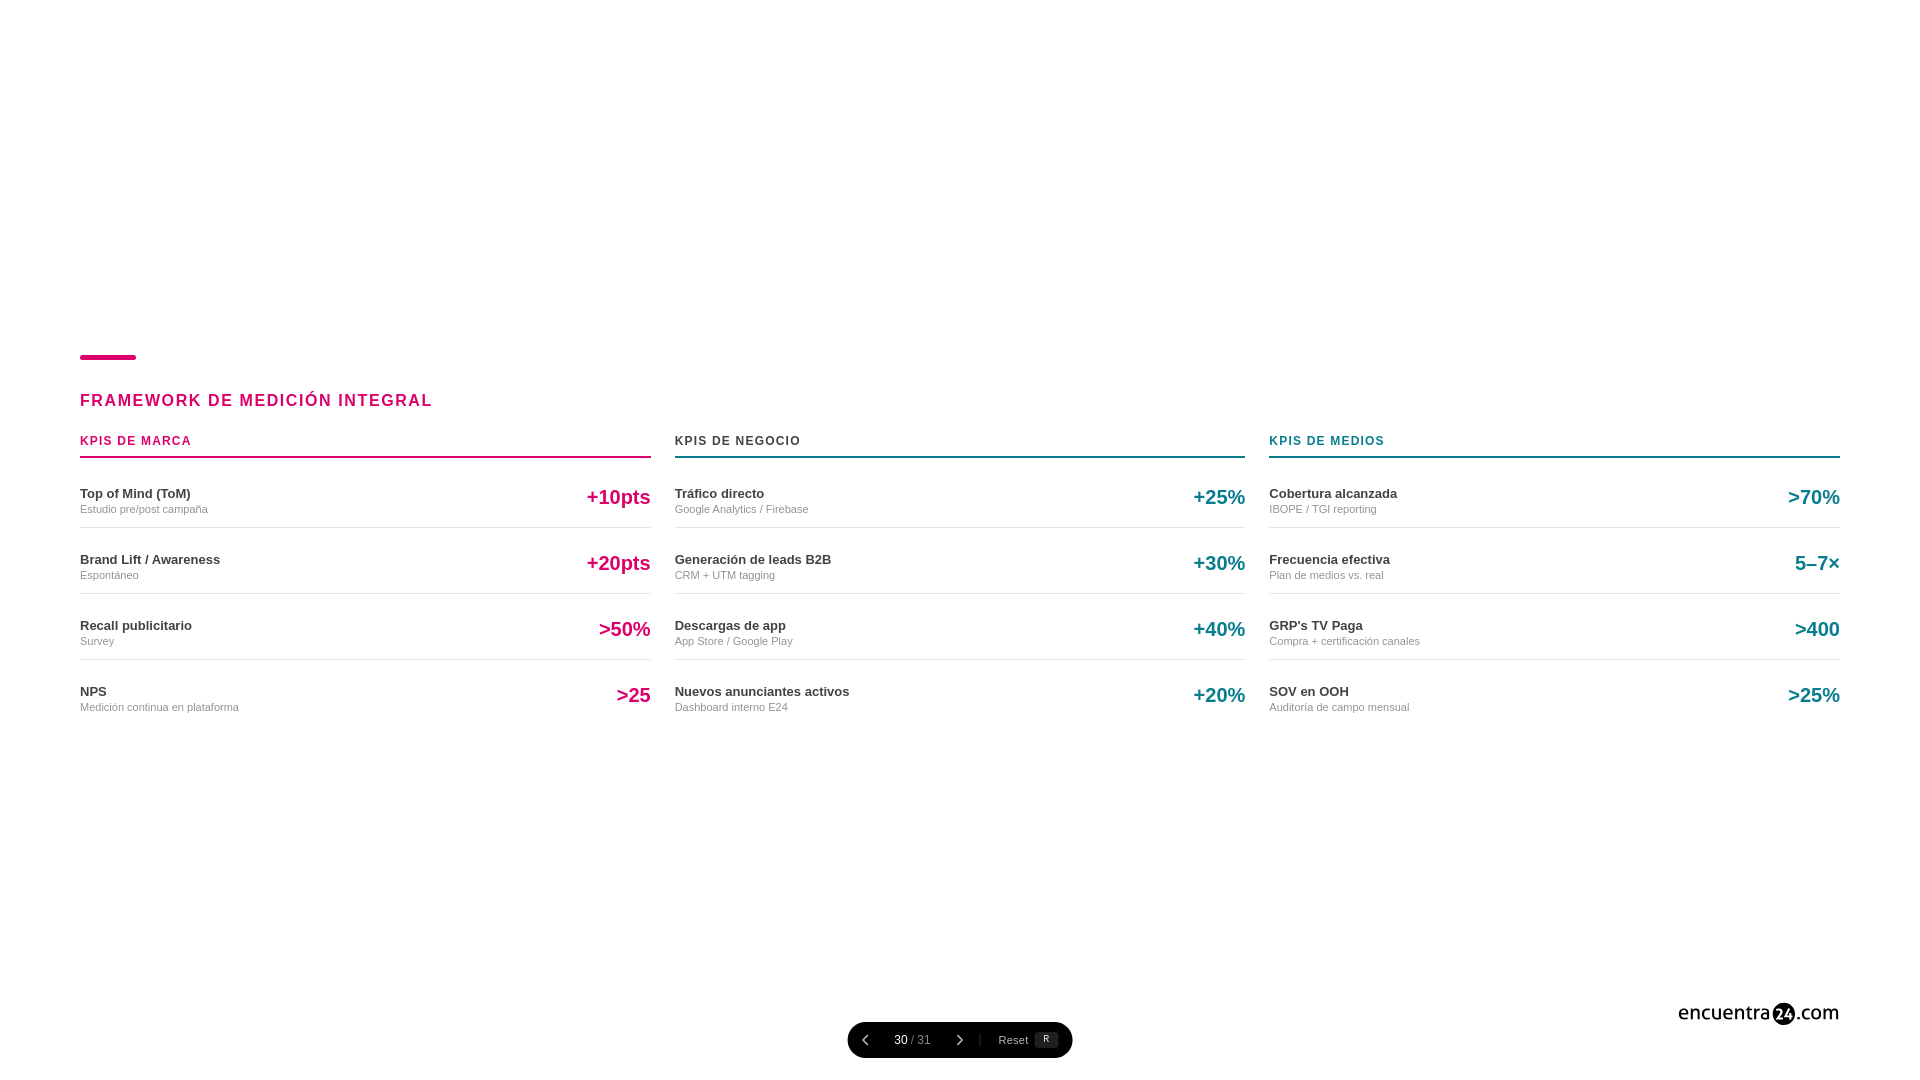 FRAMEWORK DE MEDICIÓN INTEGRAL
KPIS DE MARCA
Top of Mind (ToM)
+10pts
Estudio pre/post campaña
Brand Lift / Awareness
+20pts
Espontáneo
Recall publicitario
>50%
Survey
NPS
>25
Medición continua en plataforma
KPIS DE NEGOCIO
Tráfico directo
+25%
Google Analytics / Firebase
Generación de leads B2B
+30%
CRM + UTM tagging
Descargas de app
+40%
App Store / Google Play
Nuevos anunciantes activos
+20%
Dashboard interno E24
KPIS DE MEDIOS
Cobertura alcanzada
>70%
IBOPE / TGI reporting
Frecuencia efectiva
5–7×
Plan de medios vs. real
GRP's TV Paga
>400
Compra + certificación canales
SOV en OOH
>25%
Auditoría de campo mensual
encuentra24.com
30 / 31
Reset R